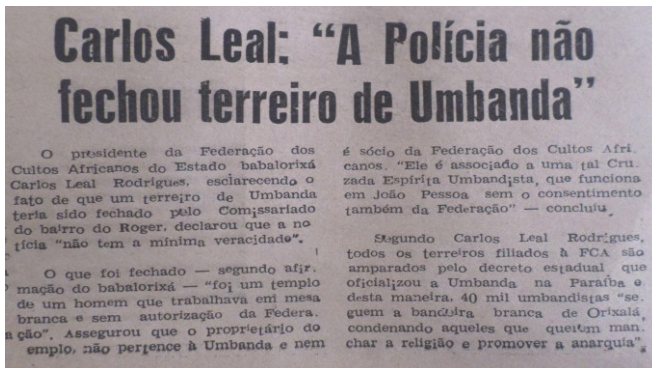 Carlos Leal: “A Polícia não
fechou terreiro de Umbanda”
O presidente da Federação dos
Cultos Africanos do Estado babalorixá
Carlos Leal Rodrigues, esclarecendo o
fato de que um terreiro de Umbanda
teria sido fechado pelo Comissariado
do bairro do Roger, declarou que a no
tícia “não tem a mínima veracidade”.
O que foi fechado — segundo afir.
mação do babalorixá — “foi um templo
de um homem que trabalhava em mesa
branca e sem autorização da Federa.
ação”. Assegurou que o proprietário do
emplo, não pertence à Umbanda e nem
é sócio da Federação dos Cultos Afri.
canos. “Ele é associado a uma tal Cru
zada Espírita Umbandista, que funciona
em João Pessoa sem o consentimento
também da Federação” — concluiu
Segundo Carlos Leal Rodrigues,
todos os terreiros filiados à FCA são
amparados pelo decreto estadual que
oficializou a Umbanda na Paraíba e
desta maneira, 40 mil umbandistas “se.
guem a bandeira branca de Orixalá,
condenando aqueles que queitm man.
char a religião e promover a anarquia”.